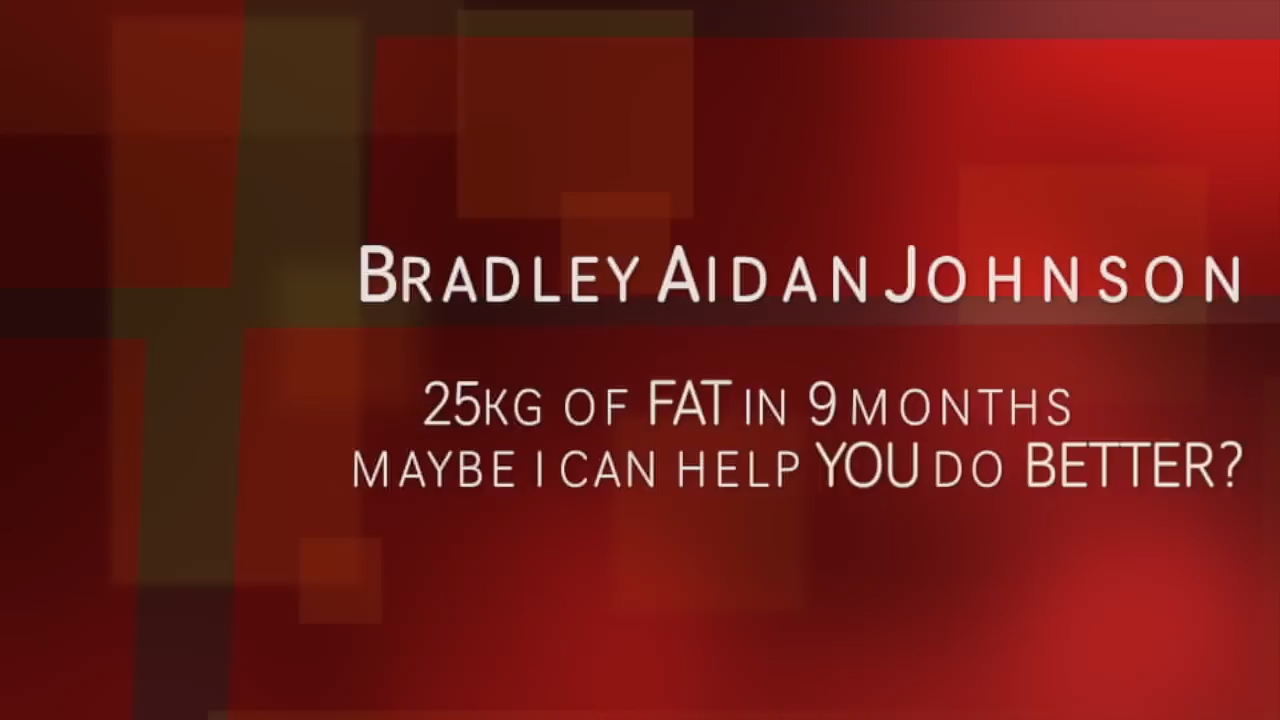 BRADLEY AIDAN JOHNSON
25KG OF FAT IN 9 MONTHS
MAYBE I CAN HELP YOU DO BETTER?